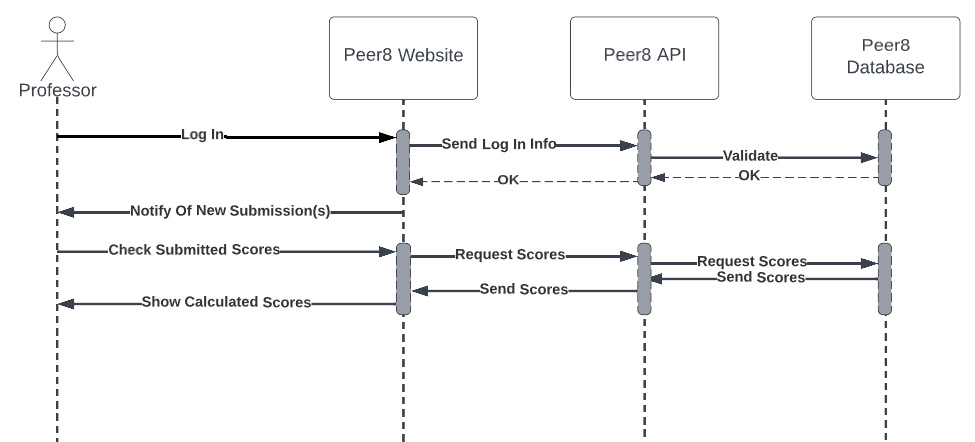 Professor
Peer8 Website
Peer8 API
Peer8
Database
Log In
Send Log In Info
Validate
OK
OK
Notify Of New Submission(s)
Check Submitted Scores
Request Scores
Request Scores
Send Scores
Send Scores
Show Calculated Scores